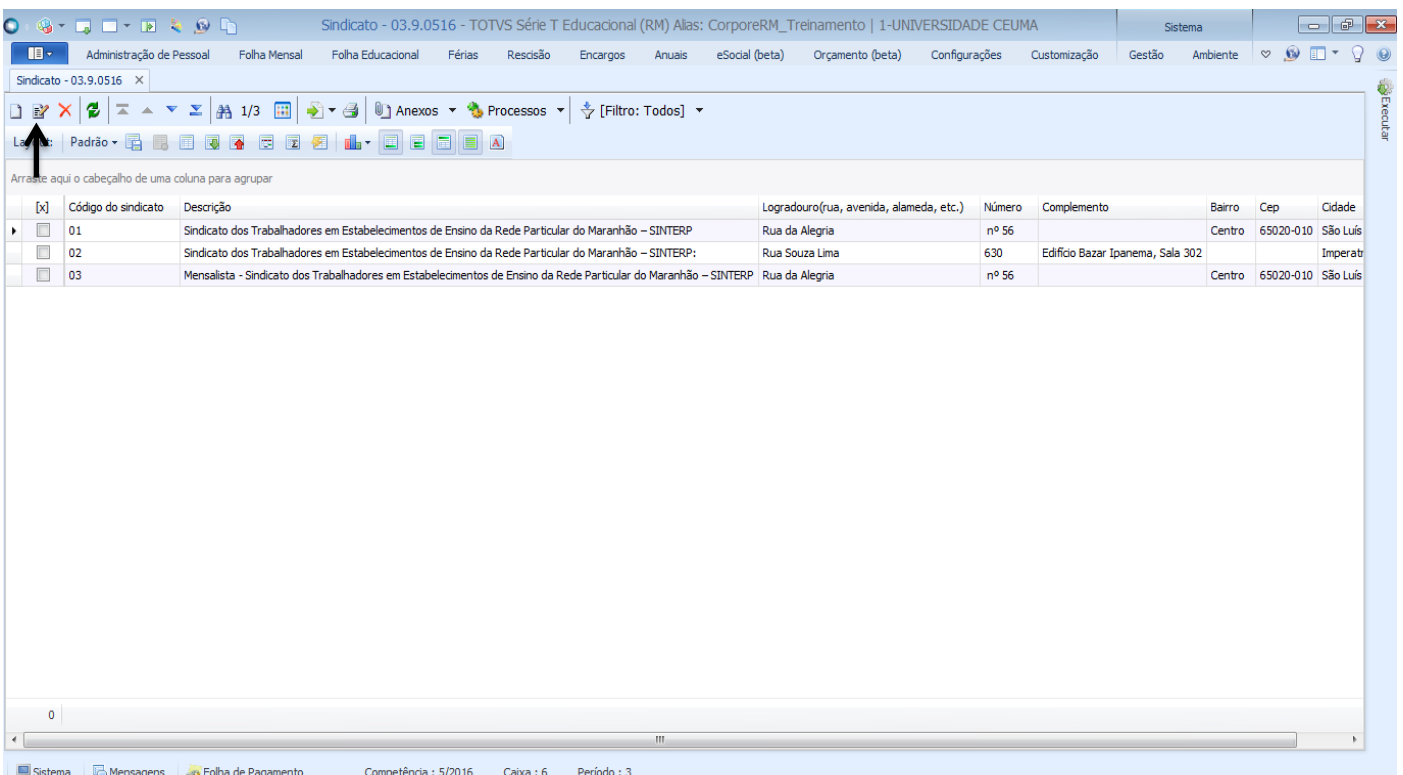 Sindicato - 03.9.0516 - TOTVS Série T Educacional (RM) Alias: CorporeRM_Treinamento | 1-UNIVERSIDADE CEUMA Sistema
Administração de Pessoal Folha Mensal Folha Educacional Férias Rescisão Encargos Anuais eSocial (beta) Orçamento (beta) Configurações Customização Gestão Ambiente
Sindicato - 03.9.0516
Executar
1/3 Anexos Processos [Filtro: Todos]
Padrão
Arraste aqui o cabeçalho de uma coluna para agrupar
[x] Código do sindicato Descrição Logradouro(rua, avenida, alameda, etc.) Número Complemento Bairro Cep Cidade
01 Sindicato dos Trabalhadores em Estabelecimentos de Ensino da Rede Particular do Maranhão – SINTERP Rua da Alegria nº 56 Centro 65020-010 São Luís
02 Sindicato dos Trabalhadores em Estabelecimentos de Ensino da Rede Particular do Maranhão – SINTERP: Rua Souza Lima 630 Edifício Bazar Ipanema, Sala 302 Imperatr
03 Mensalista - Sindicato dos Trabalhadores em Estabelecimentos de Ensino da Rede Particular do Maranhão – SINTERP Rua da Alegria nº 56 Centro 65020-010 São Luís
0
Sistema Mensagens Folha de Pagamento Competência : 5/2016 Caixa : 6 Período : 3